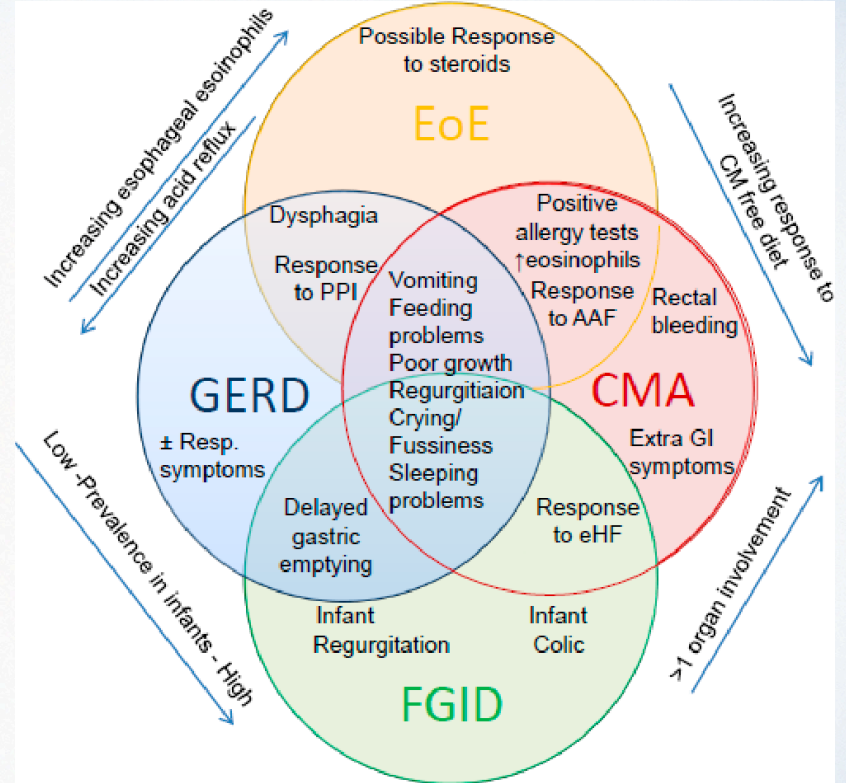 Possible Response
to steroids
EoE
Increasing esophageal esoinophils
Increasing acid reflux
Increasing response to
CM free diet
Dysphagia
Response
to PPI
Positive
allergy tests
↑eosinophils
Response
to AAF
Rectal
bleeding
Vomiting
Feeding
problems
Poor growth
Regurgitiaion
Crying/
Fussiness
Sleeping
problems
GERD
CMA
± Resp.
symptoms
Extra GI
symptoms
Delayed
gastric
emptying
Response
to eHF
Low -Prevalence in infants - High
>1 organ involvement
Infant
Regurgitation
Infant
Colic
FGID